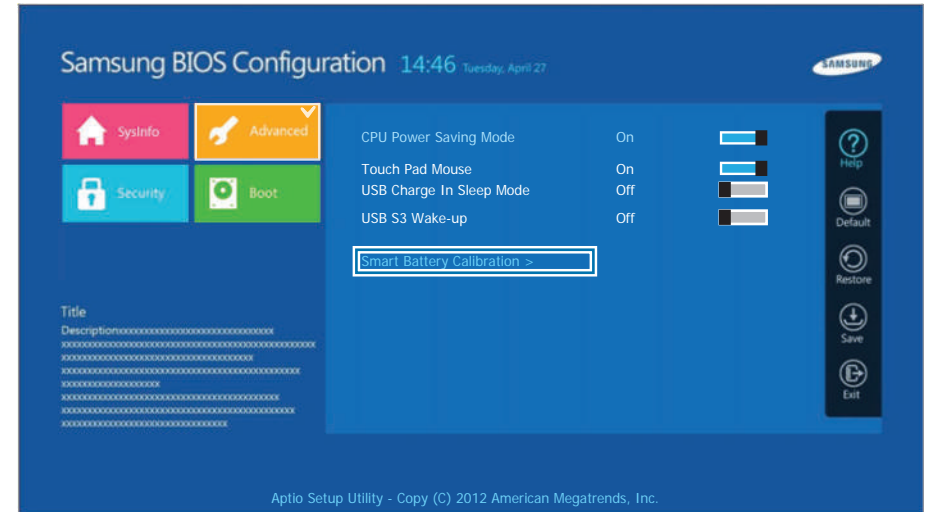 Samsung BIOS Configuration 14:46 Tuesday, April 27
SAMSUNG
SysInfo
Advanced
Security
Boot
CPU Power Saving Mode On
Touch Pad Mouse On
USB Charge In Sleep Mode Off
USB S3 Wake-up Off
Smart Battery Calibration >
Help
Default
Restore
Save
Exit
Title
Aptio Setup Utility - Copy (C) 2012 American Megatrends, Inc.